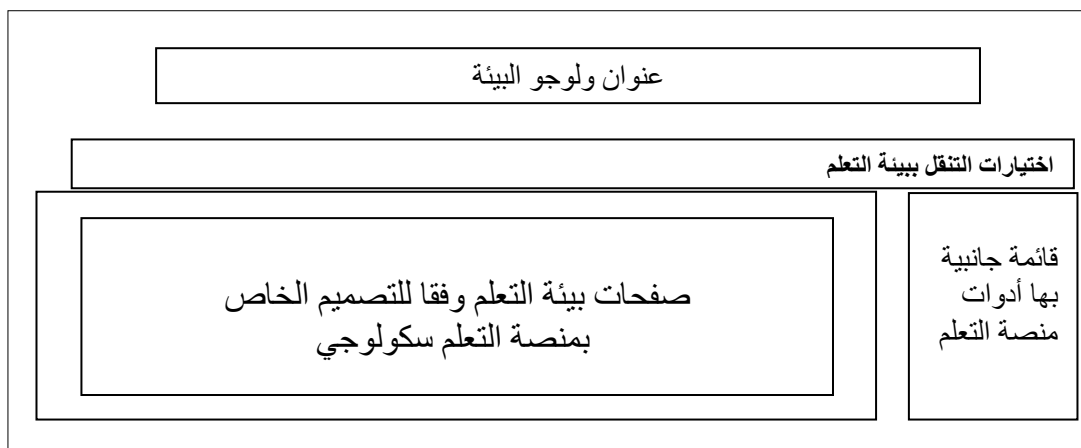 عنوان ولوجو البيئة
اختيارات التنقل ببيئة التعلم
قائمة جانبية
بها أدوات
منصة التعلم
صفحات بيئة التعلم وفقا للتصميم الخاص
بمنصة التعلم سكولوجي